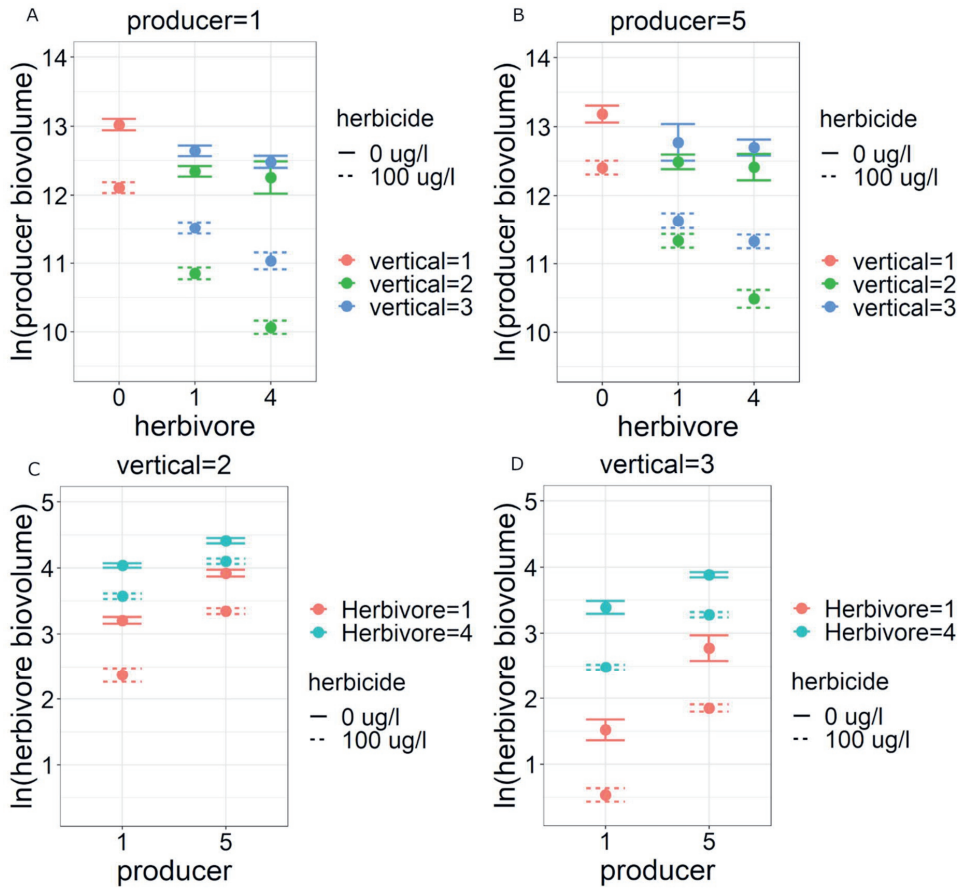 A
producer=1
ln(producer biovolume)
14
13
12
11
10
0 1 4
herbivore
herbicide
0 ug/l
100 ug/l
vertical=1
vertical=2
vertical=3
B
producer=5
ln(producer biovolume)
14
13
12
11
10
0 1 4
herbivore
herbicide
0 ug/l
100 ug/l
vertical=1
vertical=2
vertical=3
C
vertical=2
ln(herbivore biovolume)
5
4
3
2
1
1 5
producer
Herbivore=1
Herbivore=4
herbicide
0 ug/l
100 ug/l
D
vertical=3
ln(herbivore biovolume)
5
4
3
2
1
1 5
producer
Herbivore=1
Herbivore=4
herbicide
0 ug/l
100 ug/l